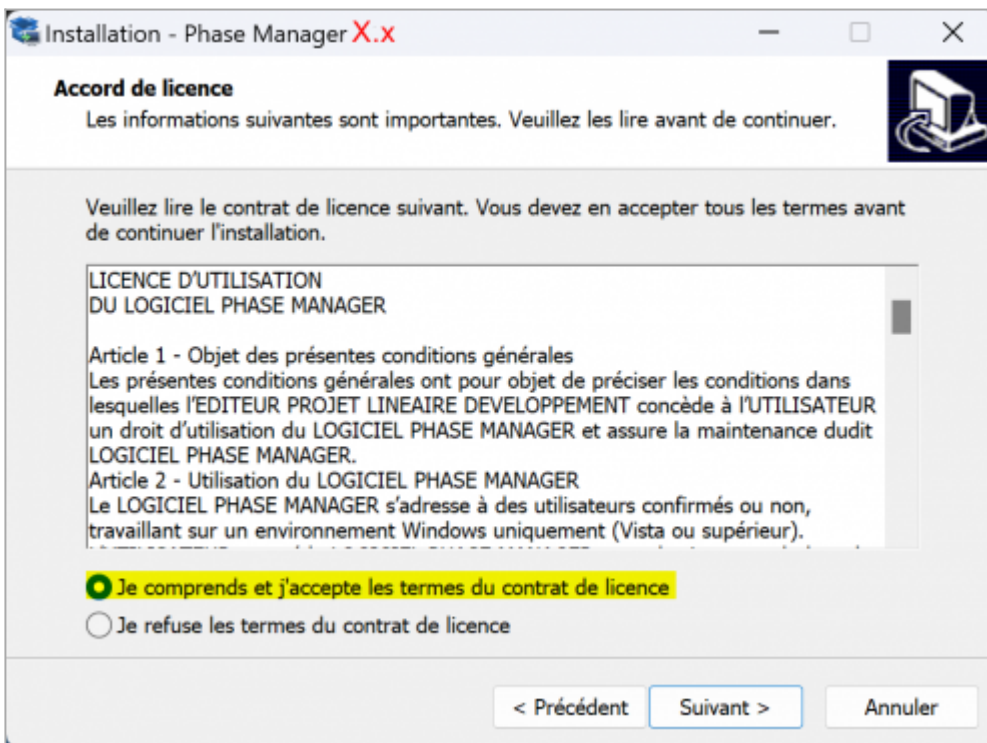 Installation - Phase Manager X.x
Accord de licence
Les informations suivantes sont importantes. Veuillez les lire avant de continuer.
Veuillez lire le contrat de licence suivant. Vous devez en accepter tous les termes avant
de continuer l'installation.
LICENCE D'UTILISATION
DU LOGICIEL PHASE MANAGER
Article 1 - Objet des présentes conditions générales
Les présentes conditions générales ont pour objet de préciser les conditions dans
lesquelles l'EDITEUR PROJET LINEAIRE DEVELOPPEMENT concède à l'UTILISATEUR
un droit d'utilisation du LOGICIEL PHASE MANAGER et assure la maintenance dudit
LOGICIEL PHASE MANAGER.
Article 2 - Utilisation du LOGICIEL PHASE MANAGER
Le LOGICIEL PHASE MANAGER s'adresse à des utilisateurs confirmés ou non,
travaillant sur un environnement Windows uniquement (Vista ou supérieur).
Je comprends et j'accepte les termes du contrat de licence
Je refuse les termes du contrat de licence
< Précédent
Suivant >
Annuler